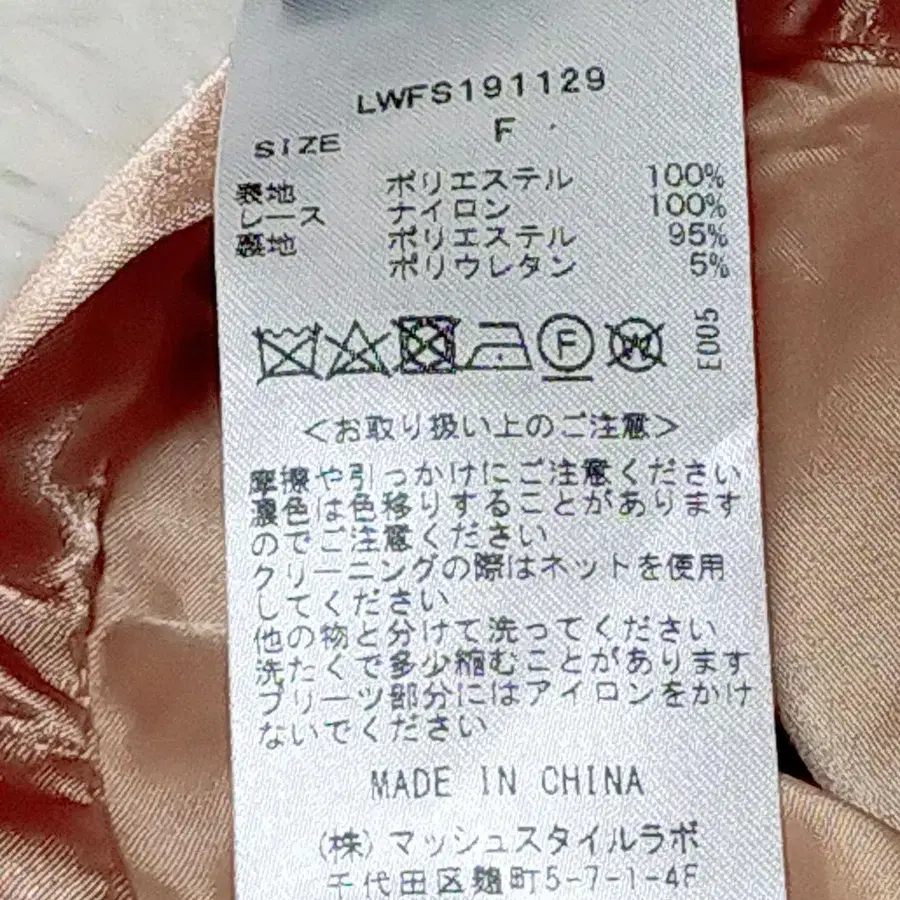 LWFS191129
SIZE F
表地 ポリエステル 100%
レース ナイロン 100%
裏地 ポリエステル 95%
ポリウレタン 5%
F W E005
＜お取り扱い上のご注意＞
摩擦や引っかけにご注意ください
濃色は色移りすることがあります
のでご注意ください
クリーニングの際はネットを使用
してください
他の物と分けて洗ってください
洗たくで多少縮むことがあります
プリーツ部分にはアイロンをかけ
ないでください
MADE IN CHINA
(株)マッシュスタイルラボ
千代田区麹町5-7-1-4F